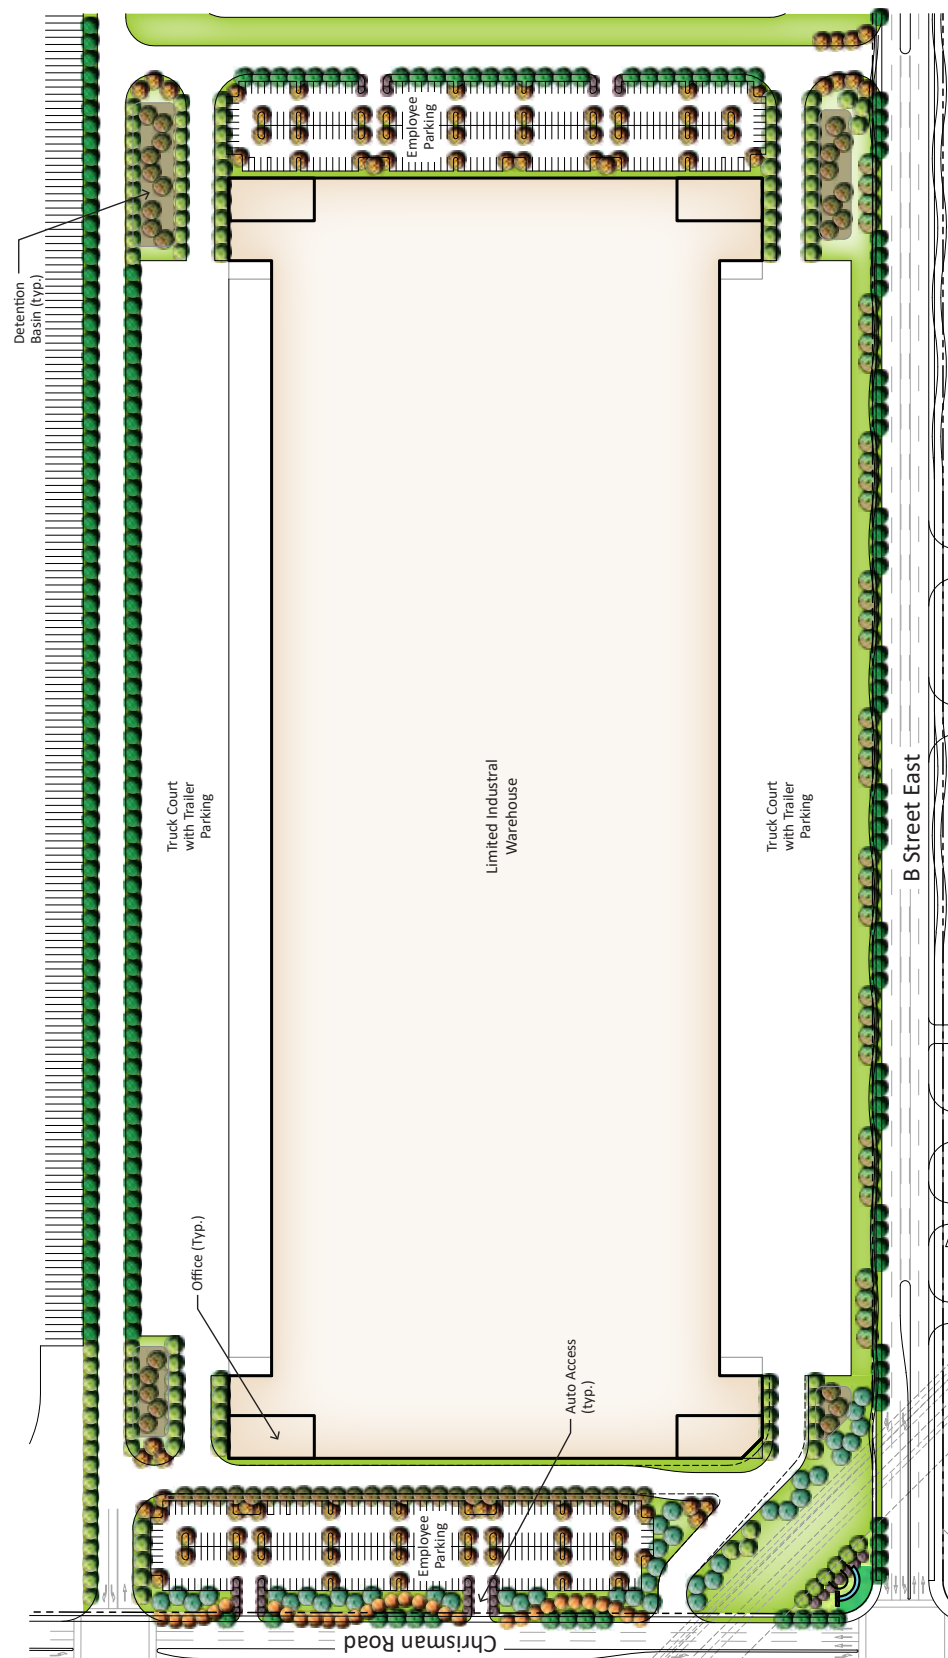 Employee
Parking
Detention
Basin (typ.)
Truck Court
with Trailer
Parking
Limited Industral
Warehouse
Truck Court
with Trailer
Parking
B Street East
Office (Typ.)
Auto Access
(typ.)
Employee
Parking
Chrisman Road